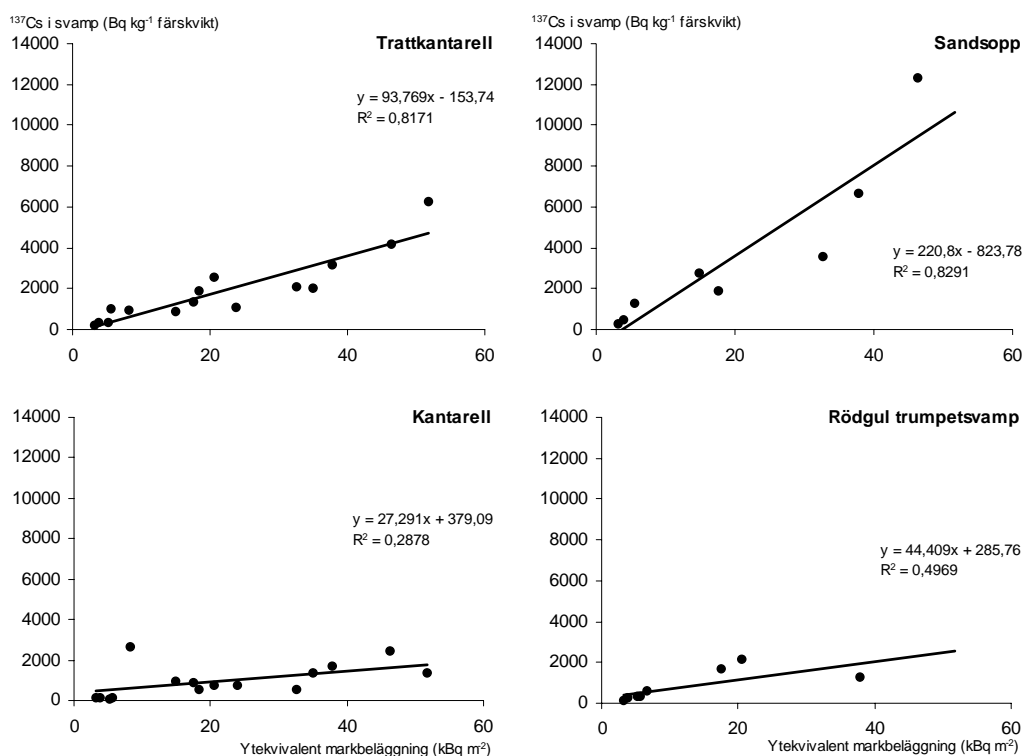 ¹³⁷Cs i svamp (Bq kg⁻¹ färskvikt)
Trattkantarell
y = 93,769x - 153,74
R² = 0,8171
14000
12000
10000
8000
6000
4000
2000
0
0 20 40 60
¹³⁷Cs i svamp (Bq kg⁻¹ färskvikt)
Sandsopp
y = 220,8x - 823,78
R² = 0,8291
14000
12000
10000
8000
6000
4000
2000
0
0 20 40 60
Kantarell
y = 27,291x + 379,09
R² = 0,2878
14000
12000
10000
8000
6000
4000
2000
0
0 20 40 60
Ytekvivalent markbeläggning (kBq m⁻²)
Rödgul trumpetsvamp
y = 44,409x + 285,76
R² = 0,4969
14000
12000
10000
8000
6000
4000
2000
0
0 20 40 60
Ytekvivalent markbeläggning (kBq m⁻²)